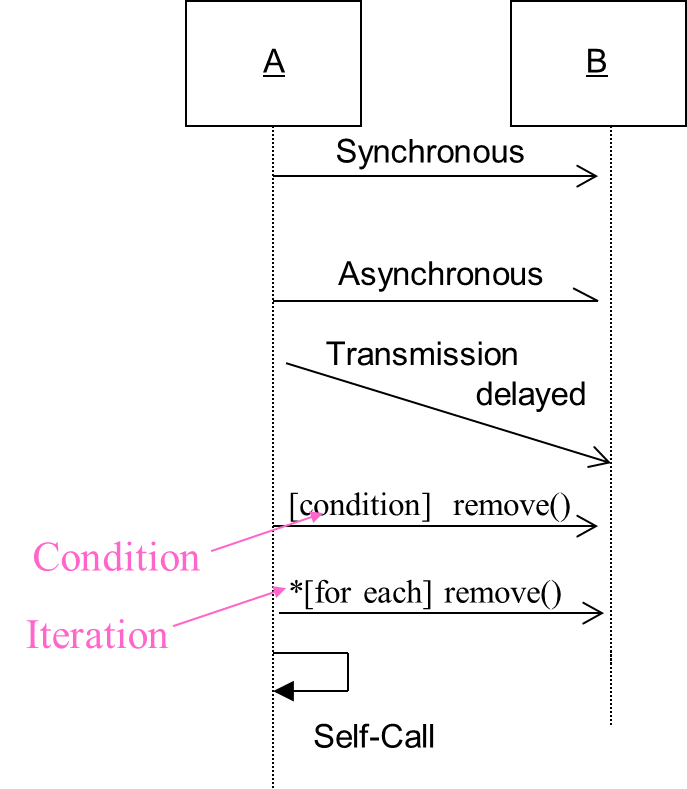 A
B
Synchronous
Asynchronous
Transmission
delayed
[condition] remove()
Condition
*[for each] remove()
Iteration
Self-Call